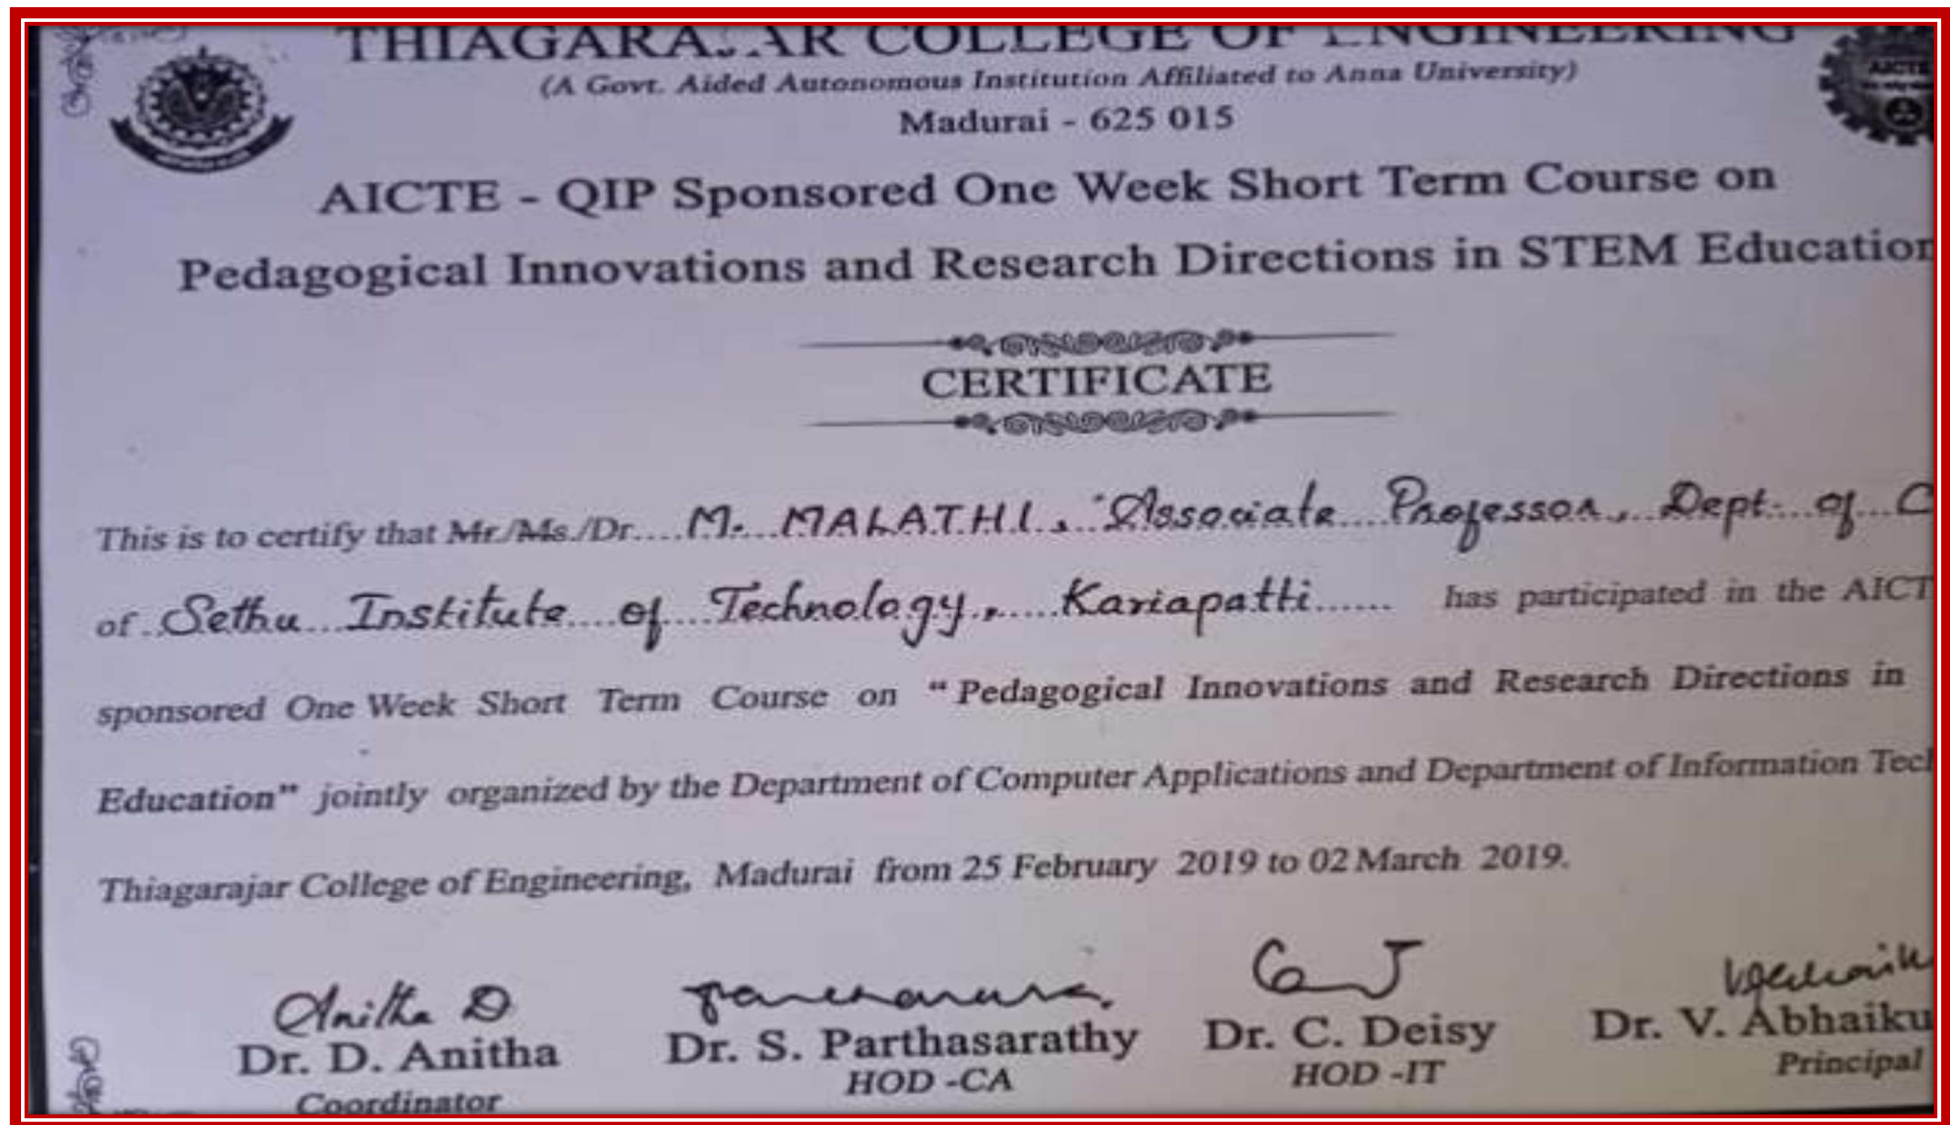 THIAGARAJAR COLLEGE OF ENGINEERING
(A Govt. Aided Autonomous Institution Affiliated to Anna University)
Madurai - 625 015
AICTE
AICTE - QIP Sponsored One Week Short Term Course on
Pedagogical Innovations and Research Directions in STEM Education
CERTIFICATE
This is to certify that Mr./Ms./Dr.... M. MALATHI, Associate Professor, Dept. of C
of Sethu Institute of Technology, Kariapatti...... has participated in the AICT
sponsored One Week Short Term Course on “Pedagogical Innovations and Research Directions in
Education” jointly organized by the Department of Computer Applications and Department of Information Tec
Thiagarajar College of Engineering, Madurai from 25 February 2019 to 02 March 2019.
Anitha D
Dr. D. Anitha Dr. S. Parthasarathy Dr. C. Deisy Dr. V. Abhaiku
Coordinator HOD -CA HOD -IT Principal